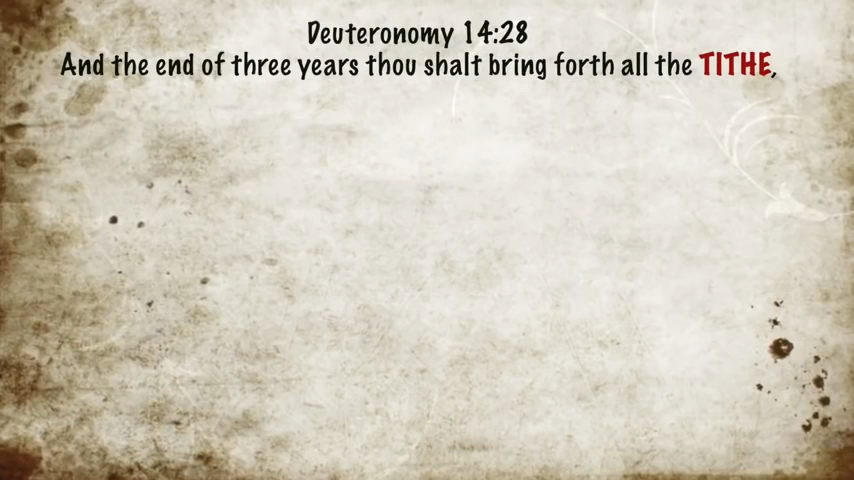 Deuteronomy 14:28
And the end of three years thou shalt bring forth all the TITHE,